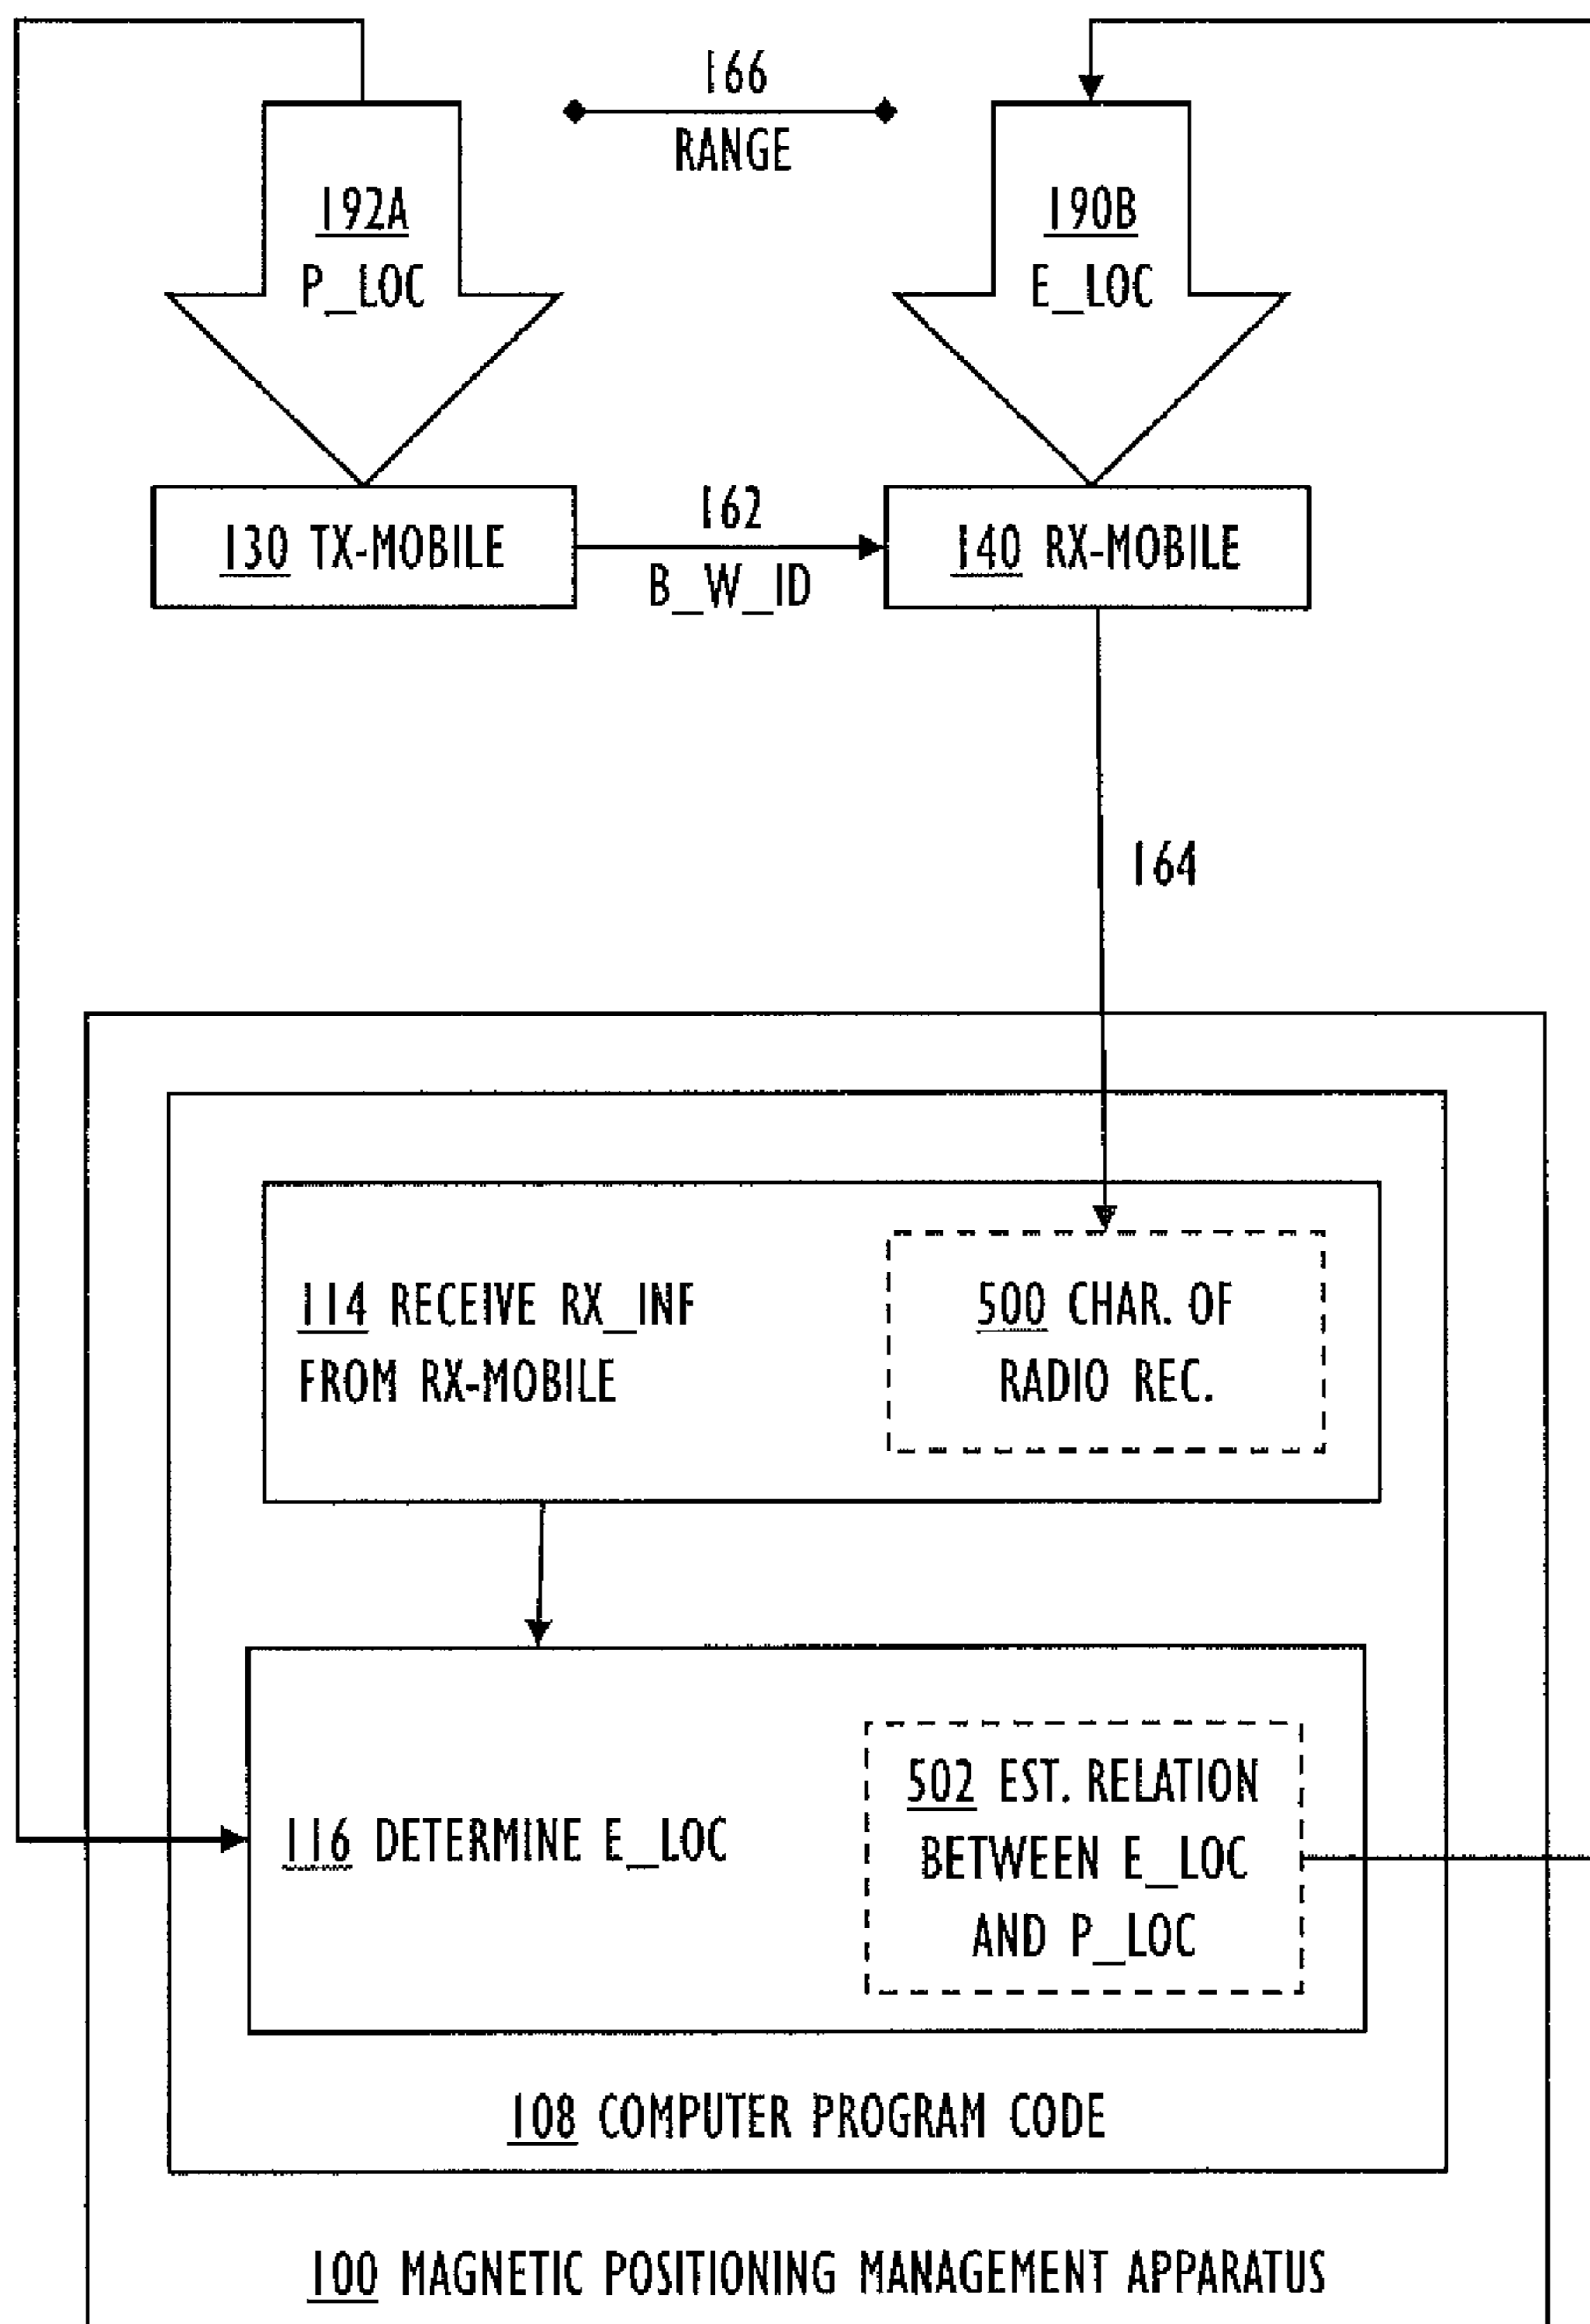 166
RANGE
192A
P_LOC
190B
E_LOC
130 TX-MOBILE
162
B_W_ID
140 RX-MOBILE
164
114 RECEIVE RX_INF
FROM RX-MOBILE
500 CHAR. OF
RADIO REC.
116 DETERMINE E_LOC
502 EST. RELATION
BETWEEN E_LOC
AND P_LOC
108 COMPUTER PROGRAM CODE
100 MAGNETIC POSITIONING MANAGEMENT APPARATUS